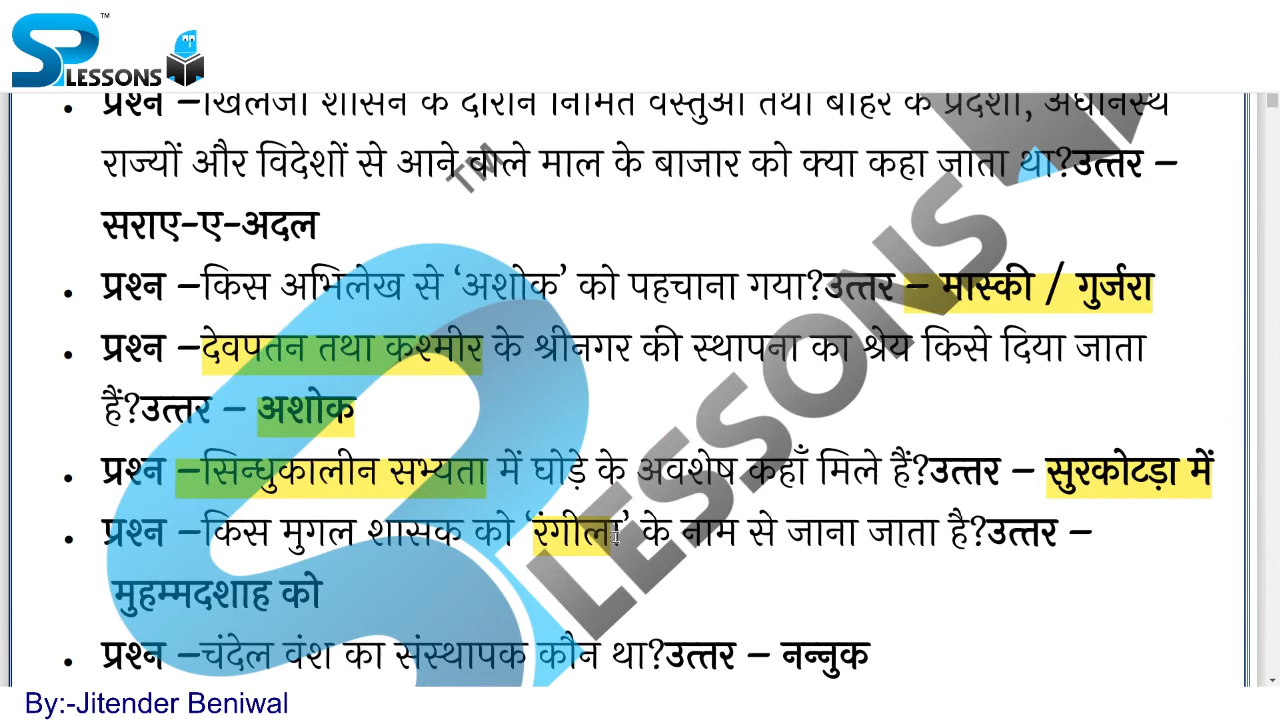 SP LESSONS ™
प्रश्न –खिलजी शासन के दौरान निर्मित वस्तुओं तथा बाहर के प्रदेशों, अधीनस्थ
राज्यों और विदेशों से आने बाले माल के बाजार को क्या कहा जाता था?उत्तर –
सराए-ए-अदल
प्रश्न –किस अभिलेख से ‘अशोक’ को पहचाना गया?उत्तर – मास्की / गुर्जरा
प्रश्न –देवपतन तथा कश्मीर के श्रीनगर की स्थापना का श्रेय किसे दिया जाता
हैं?उत्तर – अशोक
प्रश्न –सिन्धुकालीन सभ्यता में घोड़े के अवशेष कहाँ मिले हैं?उत्तर – सुरकोटड़ा में
प्रश्न –किस मुगल शासक को ‘रंगीला’ के नाम से जाना जाता है?उत्तर –
मुहम्मदशाह को
प्रश्न –चंदेल वंश का संस्थापक कौन था?उत्तर – नन्नुक
LESSONS ™
By:-Jitender Beniwal